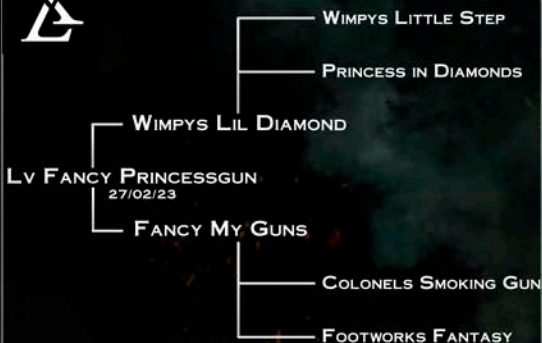 Wimpys Little Step
Princess in Diamonds
Wimpys Lil Diamond
Lv Fancy Princessgun
27/02/23
Fancy My Guns
Colonels Smoking Gun
Footworks Fantasy